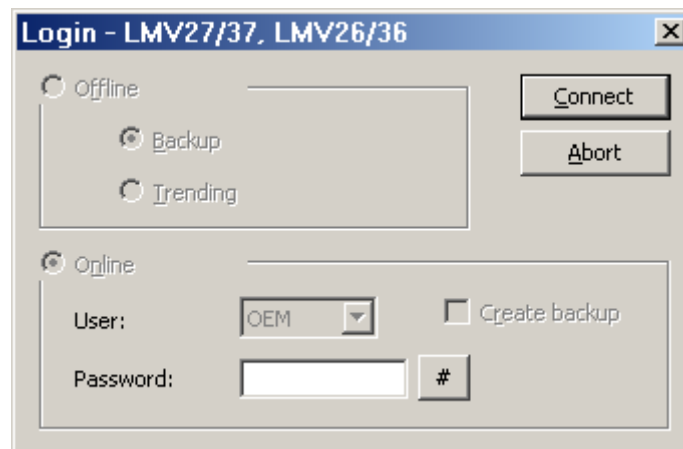 Login - LMV27/37, LMV26/36
Offline
Connect
Backup
Abort
Trending
Online
User:
OEM
Create backup
Password:
#